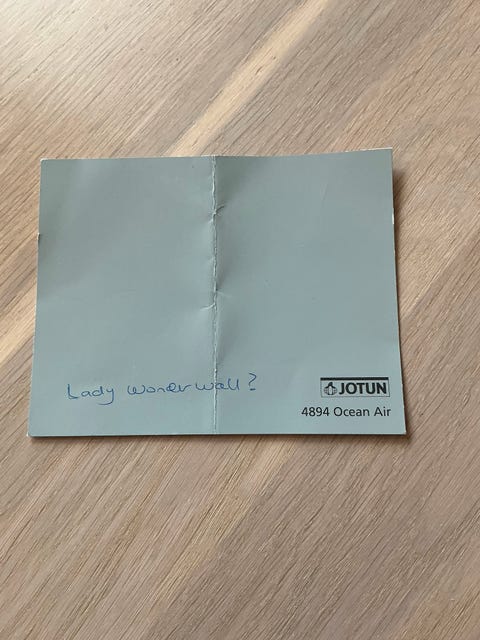 Lady Wonderwall?
JOTUN
4894 Ocean Air